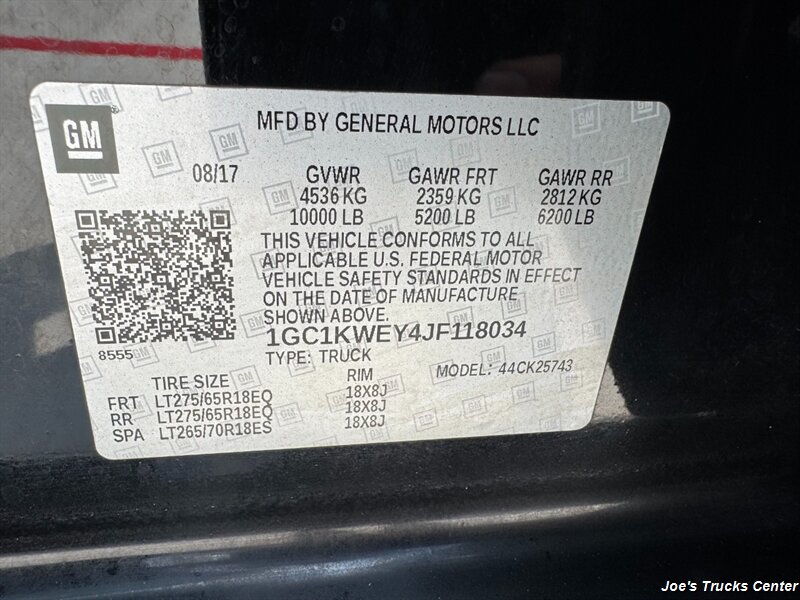 GM
MFD BY GENERAL MOTORS LLC
08/17 GVWR GAWR FRT GAWR RR
4536 KG 2359 KG 2812 KG
10000 LB 5200 LB 6200 LB
THIS VEHICLE CONFORMS TO ALL
APPLICABLE U.S. FEDERAL MOTOR
VEHICLE SAFETY STANDARDS IN EFFECT
ON THE DATE OF MANUFACTURE
SHOWN ABOVE.
8555
1GC1KWEY4JF118034
TYPE: TRUCK
MODEL: 44CK25743
TIRE SIZE RIM
FRT LT275/65R18EQ 18X8J
RR LT275/65R18EQ 18X8J
SPA LT265/70R18ES 18X8J
Joe's Trucks Center